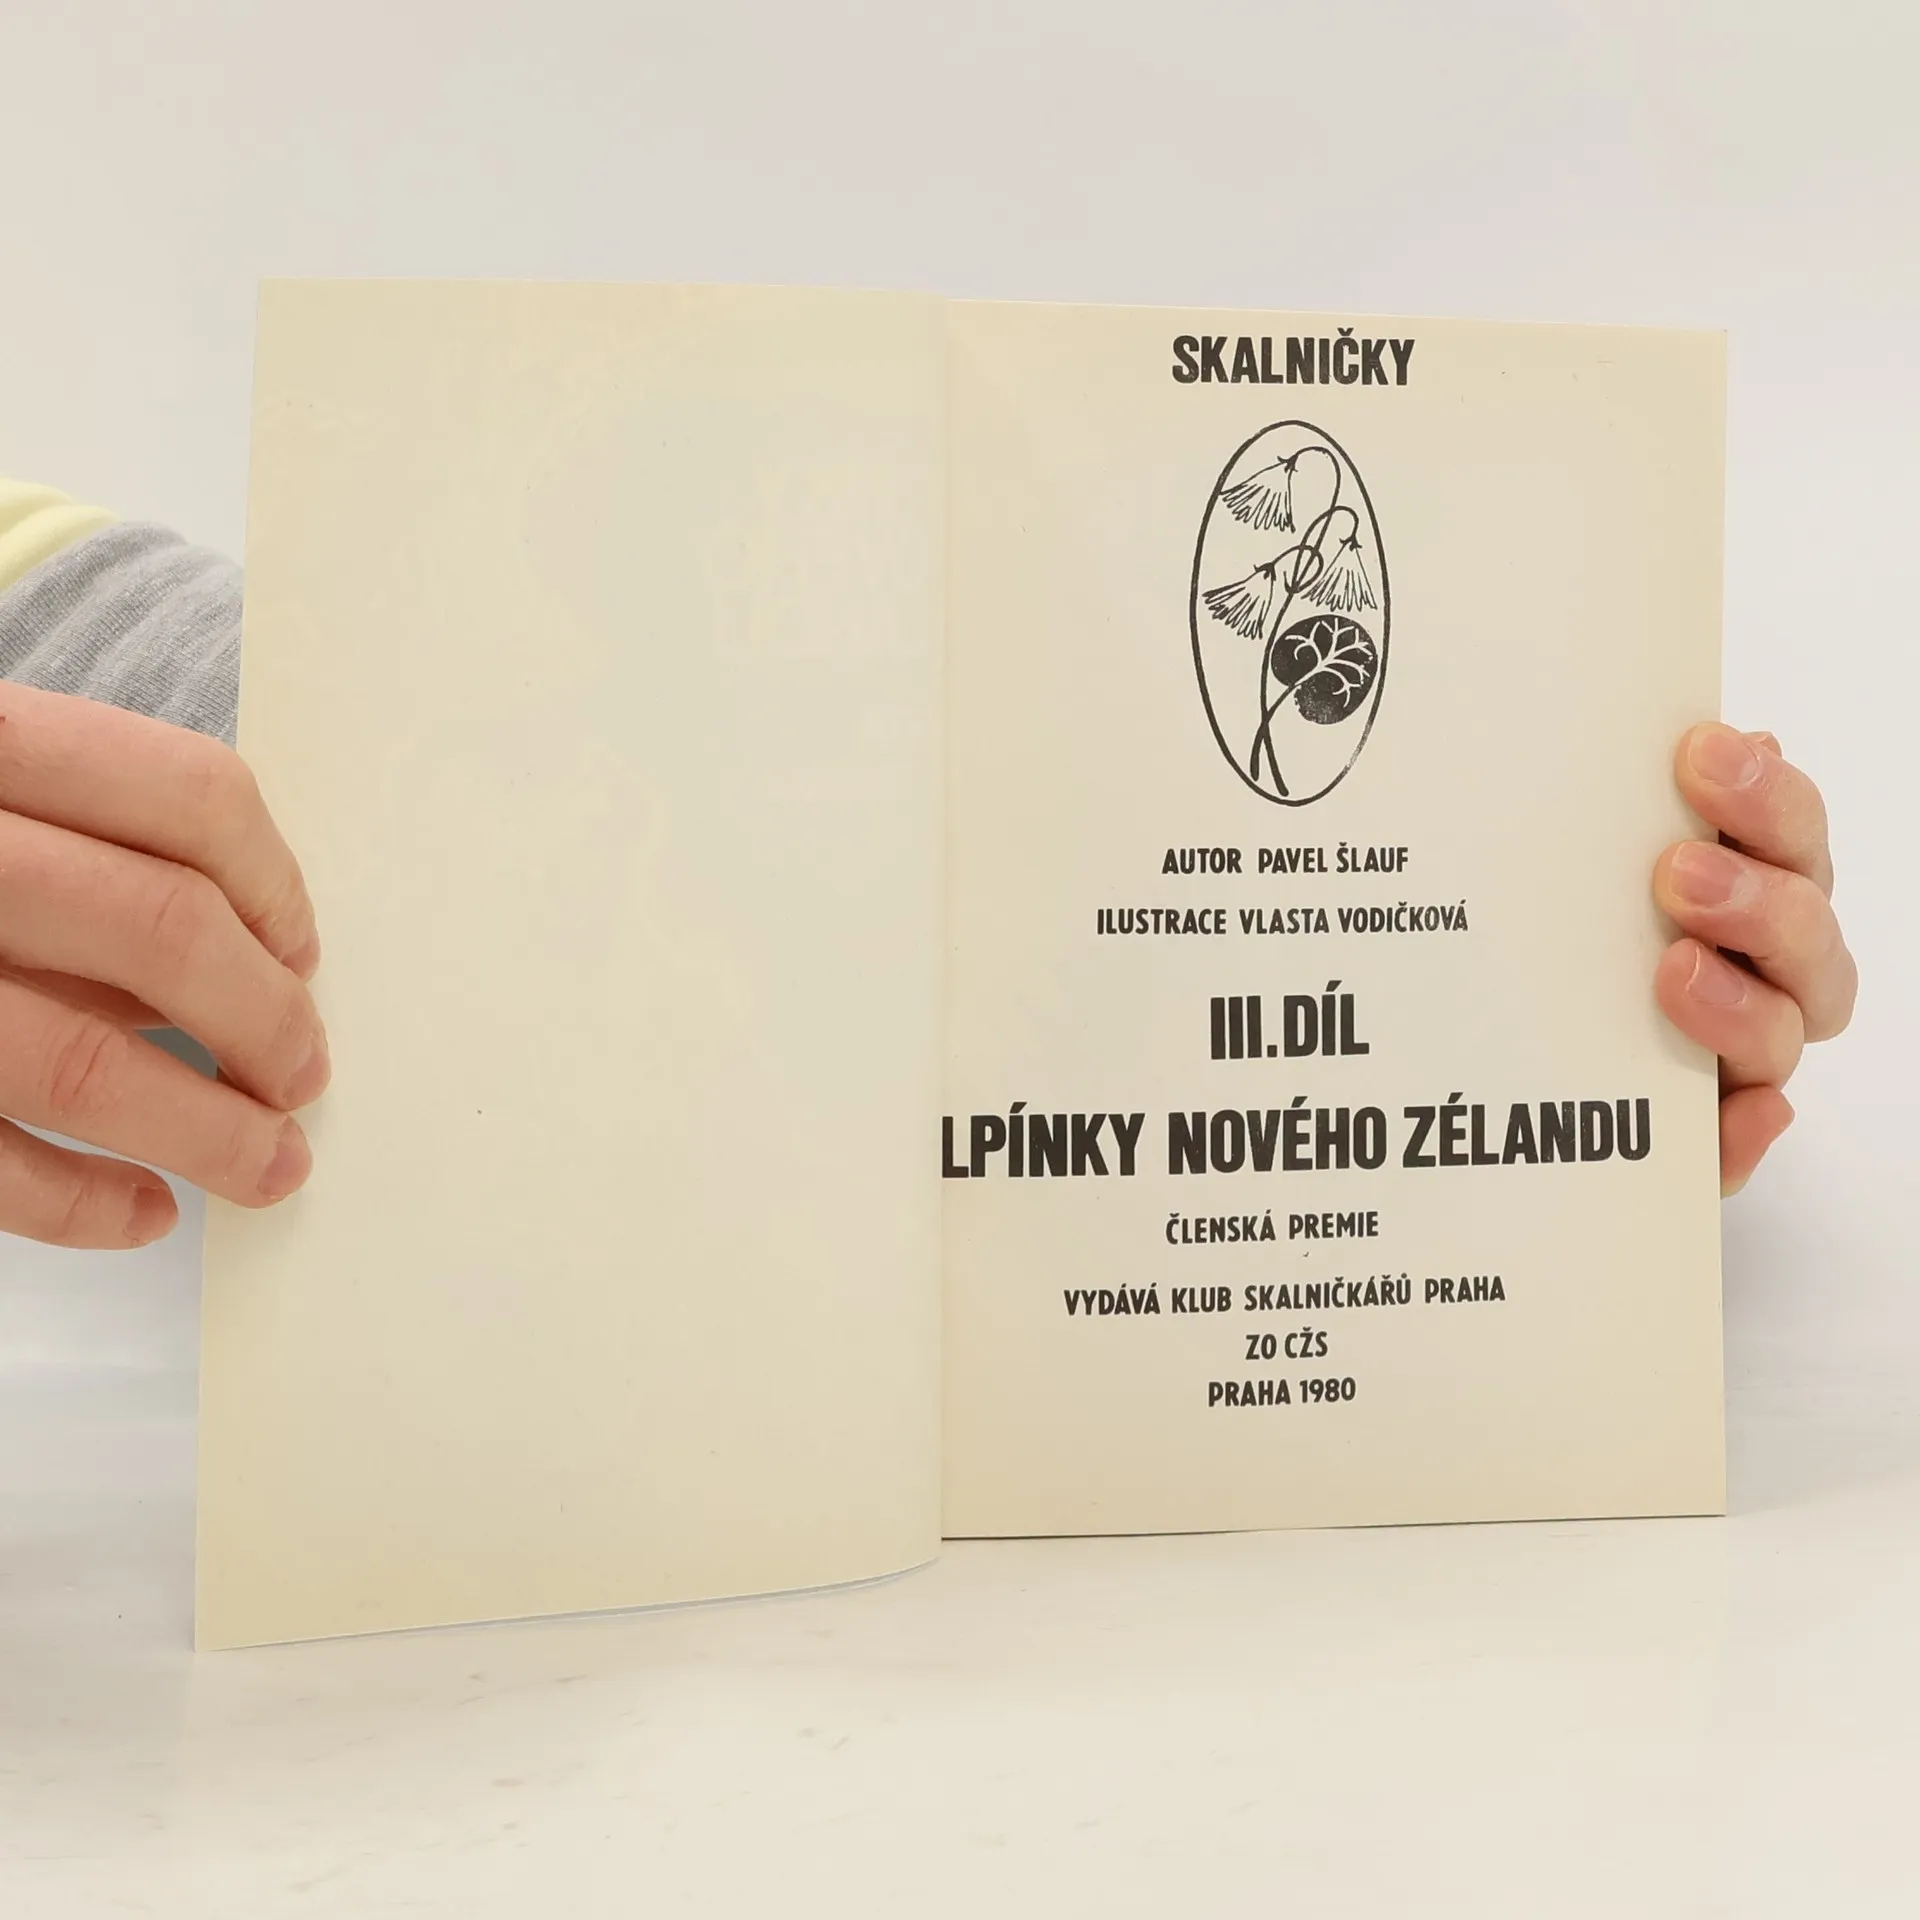 SKALNIČKY
AUTOR PAVEL ŠLAUF
ILUSTRACE VLASTA VODIČKOVÁ
III. DÍL
LPÍNKY NOVÉHO ZÉLANDU
ČLENSKÁ PREMIE
VYDÁVÁ KLUB SKALNIČKÁŘŮ PRAHA
ZO CŽS
PRAHA 1980